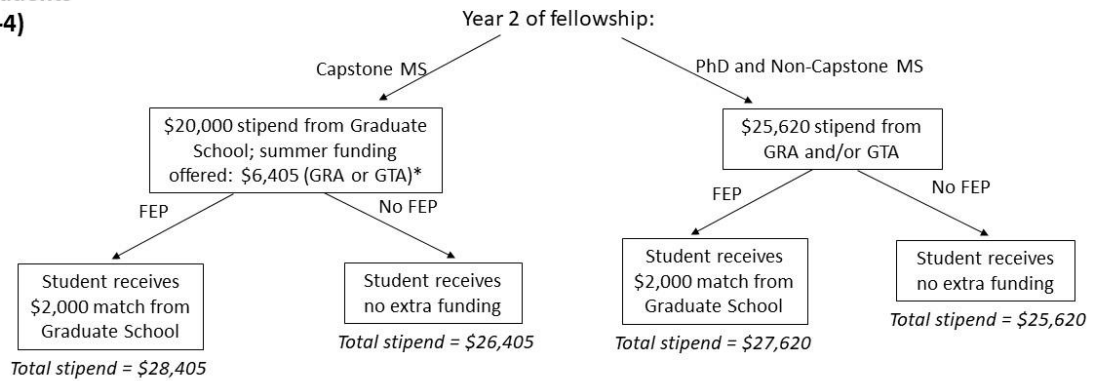 -4)
Year 2 of fellowship:
Capstone MS
PhD and Non-Capstone MS
$20,000 stipend from Graduate
School; summer funding
offered: $6,405 (GRA or GTA)*
$25,620 stipend from
GRA and/or GTA
FEP
No FEP
FEP
No FEP
Student receives
$2,000 match from
Graduate School
Total stipend = $28,405
Student receives
no extra funding
Total stipend = $26,405
Student receives
$2,000 match from
Graduate School
Total stipend = $27,620
Student receives
no extra funding
Total stipend = $25,620